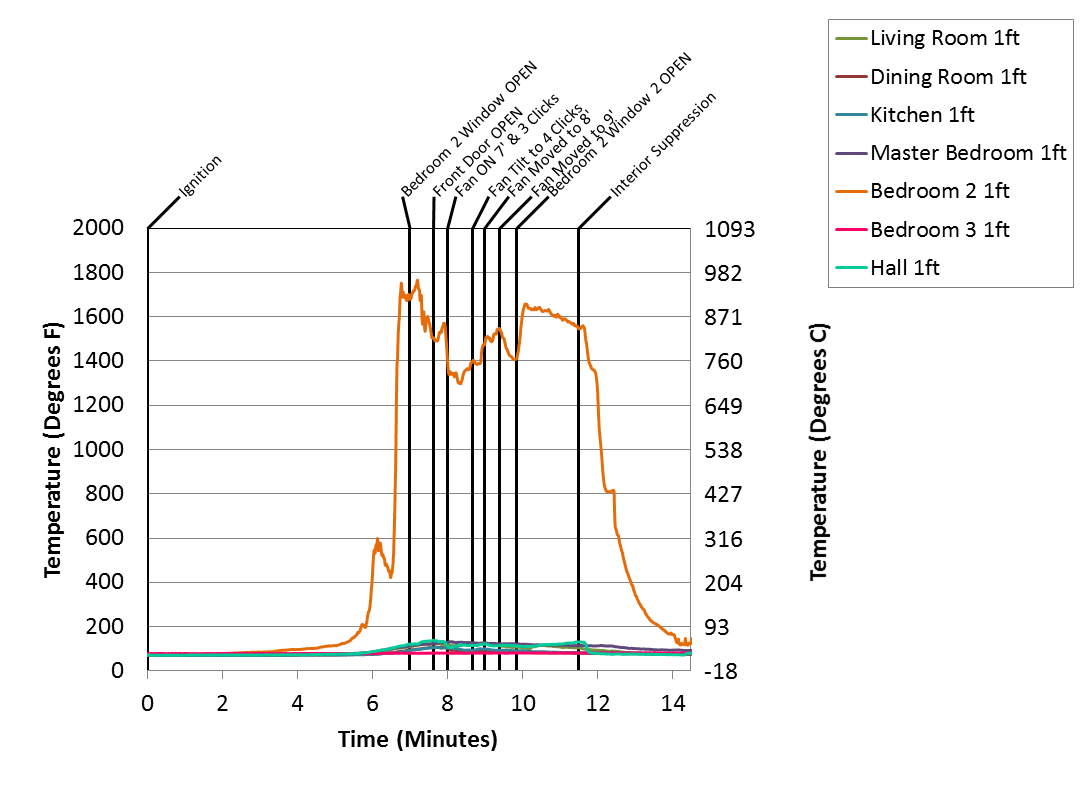 Living Room 1ft
Dining Room 1ft
Kitchen 1ft
Master Bedroom 1ft
Bedroom 2 1ft
Bedroom 3 1ft
Hall 1ft
Ignition
Bedroom 2 Window OPEN
Front Door OPEN
Fan ON 7' & 3 Clicks
Fan Tilt to 4 Clicks
Fan Moved to 8'
Fan Moved to 9'
Bedroom 2 Window 2 OPEN
Interior Suppression
Temperature (Degrees F)
2000
1800
1600
1400
1200
1000
800
600
400
200
0
1093
982
871
760
649
538
427
316
204
93
-18
Temperature (Degrees C)
0 2 4 6 8 10 12 14
Time (Minutes)